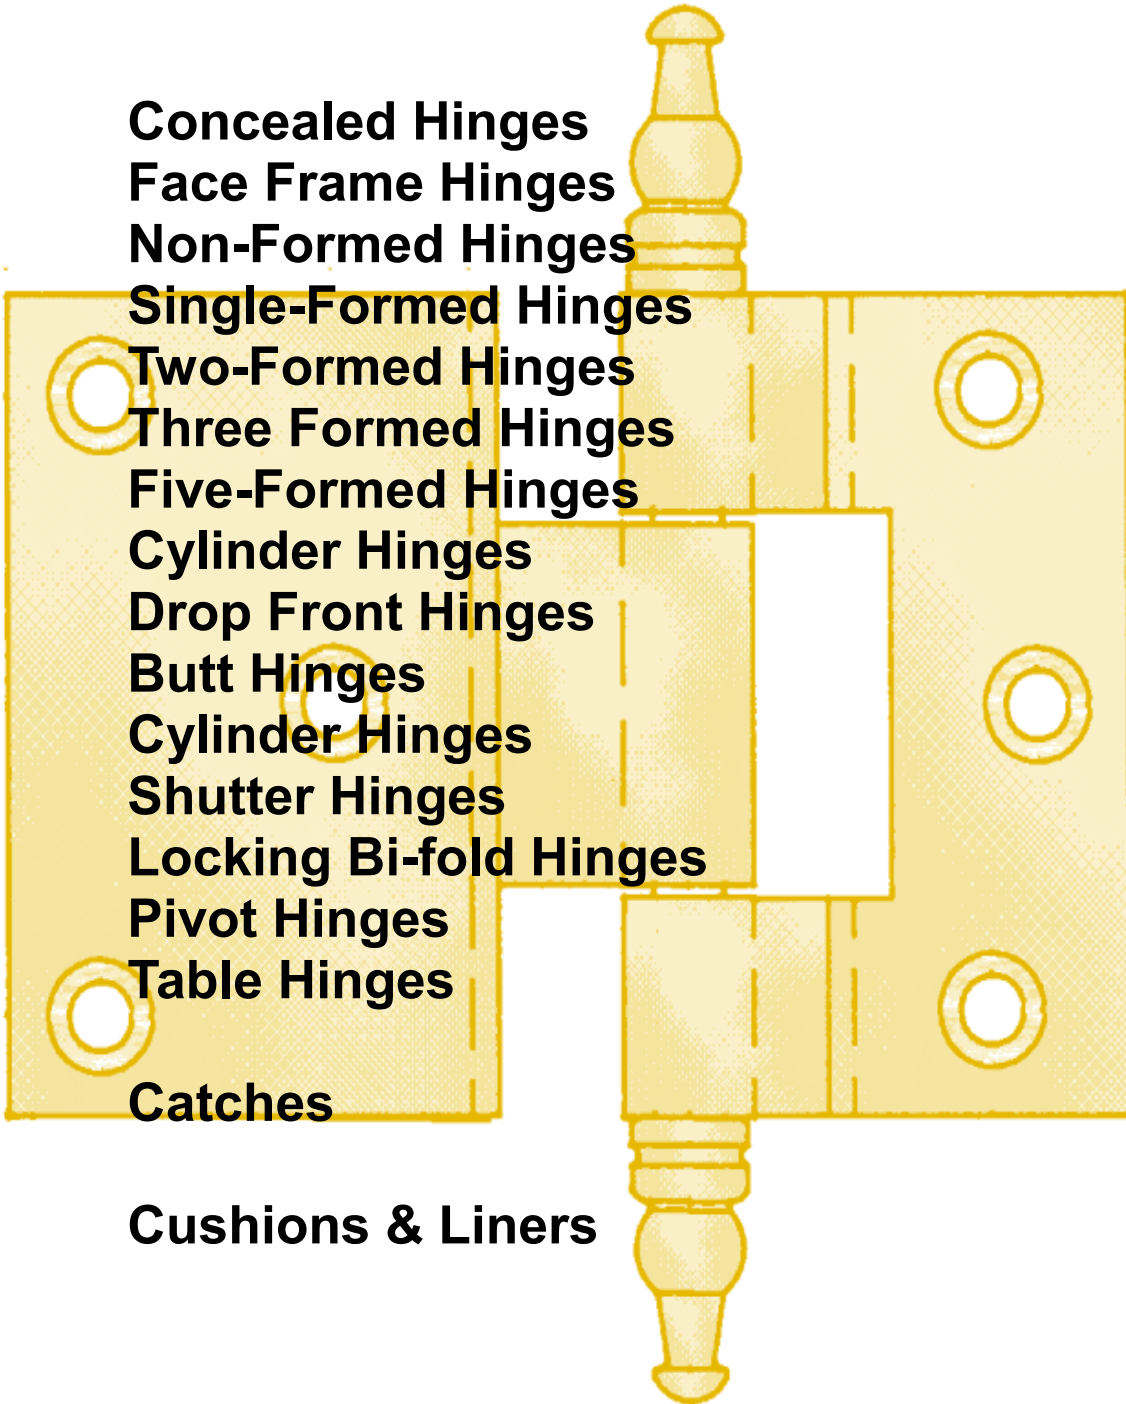 Concealed Hinges
Face Frame Hinges
Non-Formed Hinges
Single-Formed Hinges
Two-Formed Hinges
Three Formed Hinges
Five-Formed Hinges
Cylinder Hinges
Drop Front Hinges
Butt Hinges
Cylinder Hinges
Shutter Hinges
Locking Bi-fold Hinges
Pivot Hinges
Table Hinges
Catches
Cushions & Liners